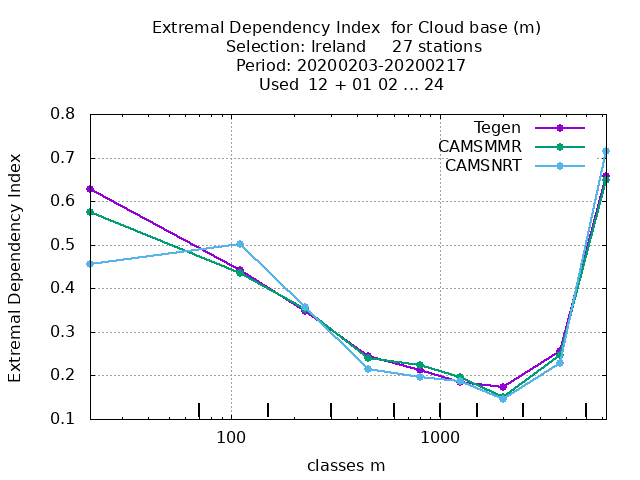 Extremal Dependency Index  for Cloud base (m)
Selection: Ireland     27 stations
Period: 20200203-20200217
Used  12 + 01 02 ... 24
Tegen
CAMSMMR
CAMSNRT
0.8
0.7
0.6
0.5
0.4
0.3
0.2
0.1
Extremal Dependency Index
100
1000
classes m